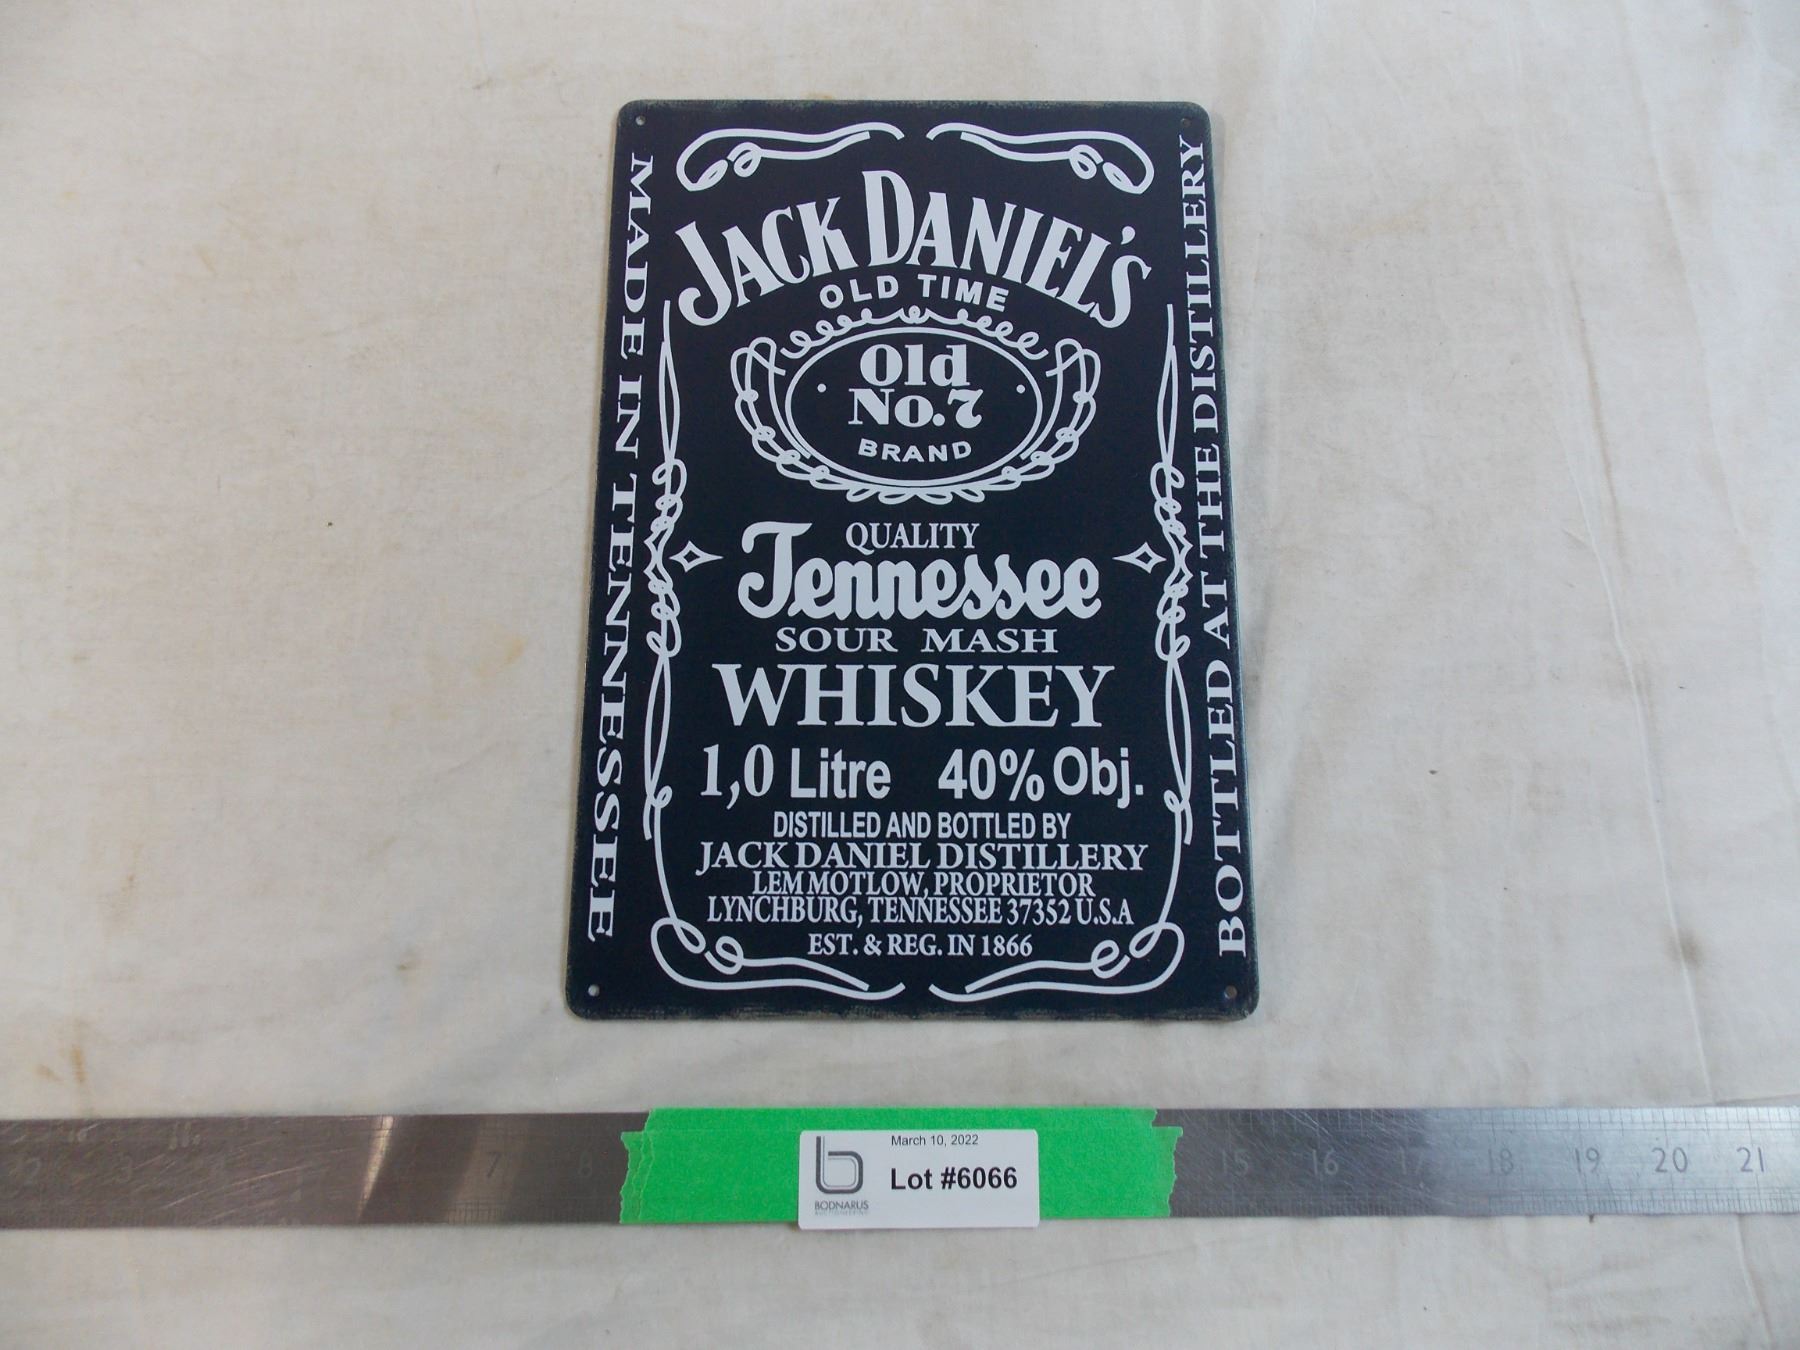 MADE IN TENNESSEE
JACK DANIEL'S
OLD TIME
Old
No.7
BRAND
QUALITY
Tennessee
SOUR MASH
WHISKEY
1,0 Litre 40% Obj.
DISTILLED AND BOTTLED BY
JACK DANIEL DISTILLERY
LEM MOTLOW, PROPRIETOR
LYNCHBURG, TENNESSEE 37352 U.S.A
EST. & REG. IN 1866
BOTTLED AT THE DISTILLERY
7 8 15 16 17 18 19 20 21
March 10, 2022
Lot #6066
b
BODNARUS